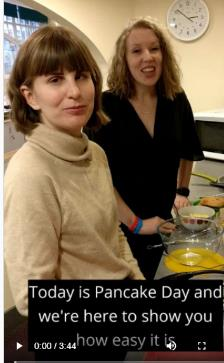 Today is Pancake Day and
we're here to show you
how easy it is
0:00 / 3:44